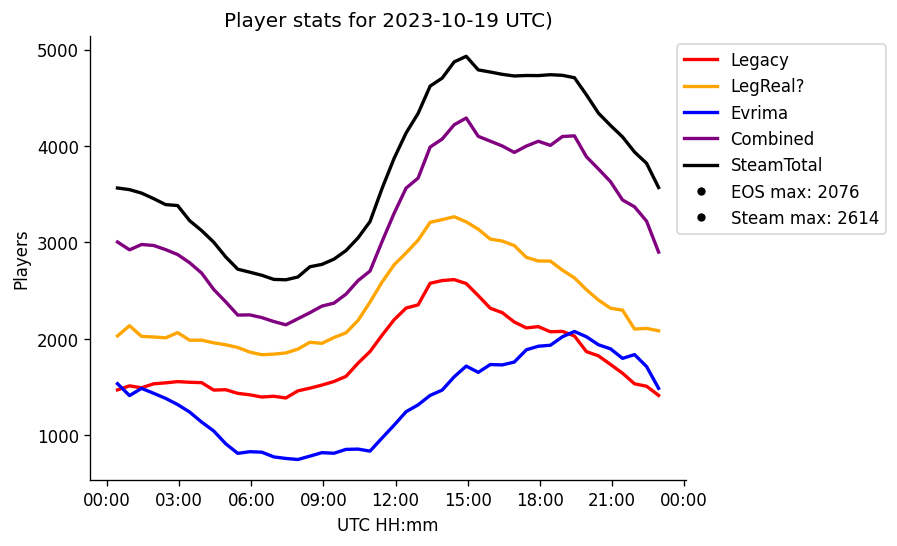 Player stats for 2023-10-19 UTC)
5000
4000
3000
2000
1000
Players
00:00 03:00 06:00 09:00 12:00 15:00 18:00 21:00 00:00
UTC HH:mm
Legacy
LegReal?
Evrima
Combined
SteamTotal
EOS max: 2076
Steam max: 2614